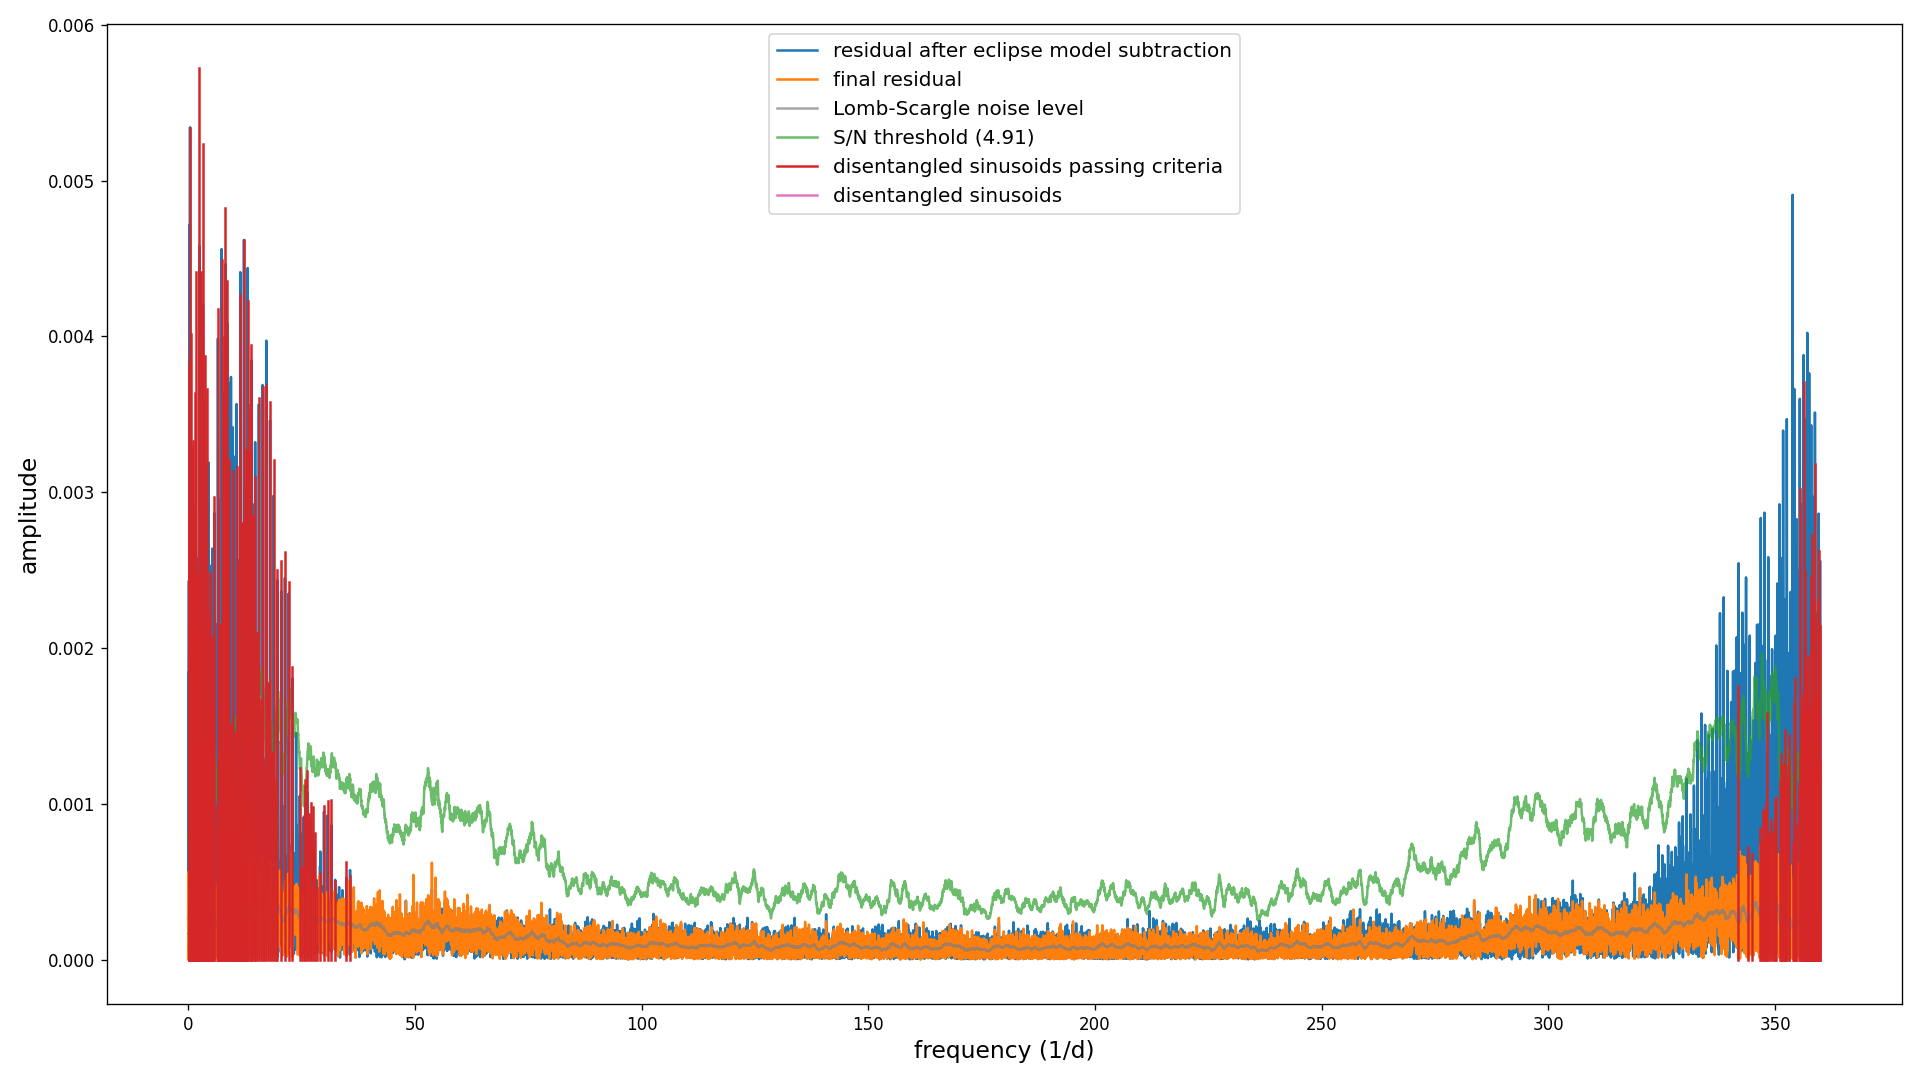 residual after eclipse model subtraction
final residual
Lomb-Scargle noise level
S/N threshold (4.91)
disentangled sinusoids passing criteria
disentangled sinusoids
amplitude
0.006
0.005
0.004
0.003
0.002
0.001
0.000
0 50 100 150 200 250 300 350
frequency (1/d)